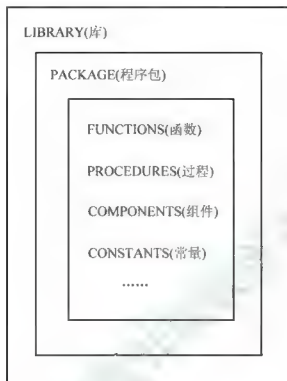 LIBRARY(库)
PACKAGE(程序包)
FUNCTIONS(函数)
PROCEDURES(过程)
COMPONENTS(组件)
CONSTANTS(常量)
……